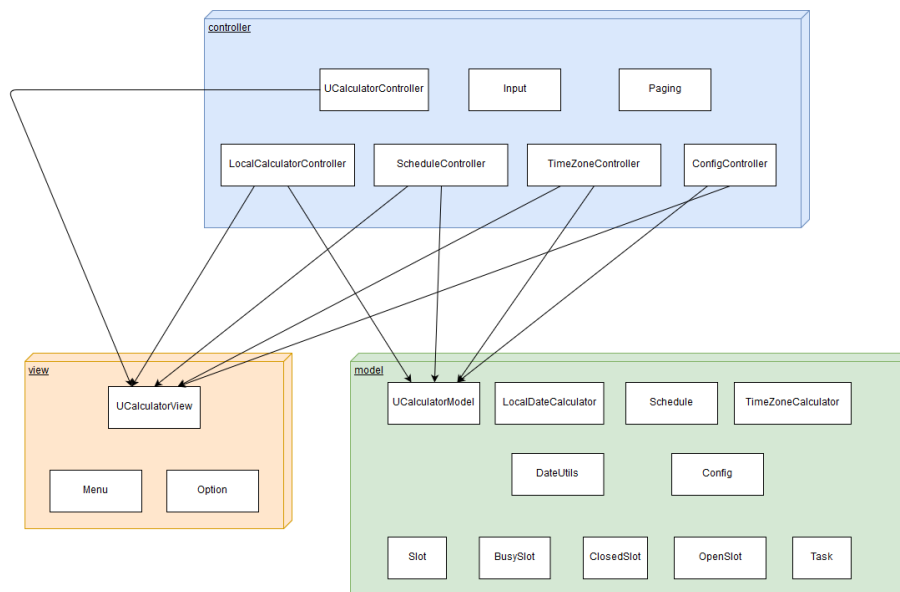 controller
UCalculatorController
Input
Paging
LocalCalculatorController
ScheduleController
TimeZoneController
ConfigController
view
UCalculatorView
Menu
Option
model
UCalculatorModel
LocalDateCalculator
Schedule
TimeZoneCalculator
DateUtils
Config
Slot
BusySlot
ClosedSlot
OpenSlot
Task